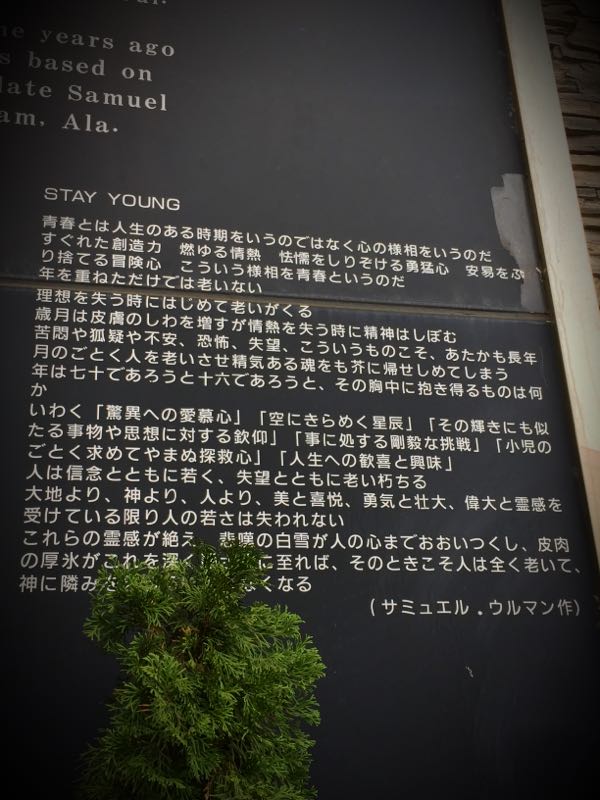 years ago
based on
late Samuel
Ala.
STAY YOUNG
青春とは人生のある時期をいうのではなく心の様相をいうのだ
すぐれた創造力 燃ゆる情熱 怯懦をしりぞける勇猛心 安易をふ
り捨てる冒険心 こういう様相を青春というのだ
年を重ねただけでは老いない
理想を失う時にはじめて老いがくる
歳月は皮膚のしわを増すが情熱を失う時に精神はしぼむ
苦悶や狐疑や不安、恐怖、失望、こういうものこそ、あたかも長年
月のごとく人を老いさせ精気ある魂をも芥に帰せしめてしまう
年は七十であろうと十六であろうと、その胸中に抱き得るものは何
か
いわく「驚異への愛慕心」「空にきらめく星辰」「その輝きにも似
たる事物や思想に対する欽仰」「事に処する剛毅な挑戦」「小児の
ごとく求めてやまぬ探救心」「人生への歓喜と興味」
人は信念とともに若く、失望とともに老い朽ちる
大地より、神より、人より、美と喜悦、勇気と壮大、偉大と霊感を
受けている限り人の若さは失われない
これらの霊感が絶え、悲嘆の白雪が人の心までおおいつくし、皮肉
の厚氷がこれを深く に至れば、そのときこそ人は全く老いて、
神に隣み なくなる
(サミュエル.ウルマン作)